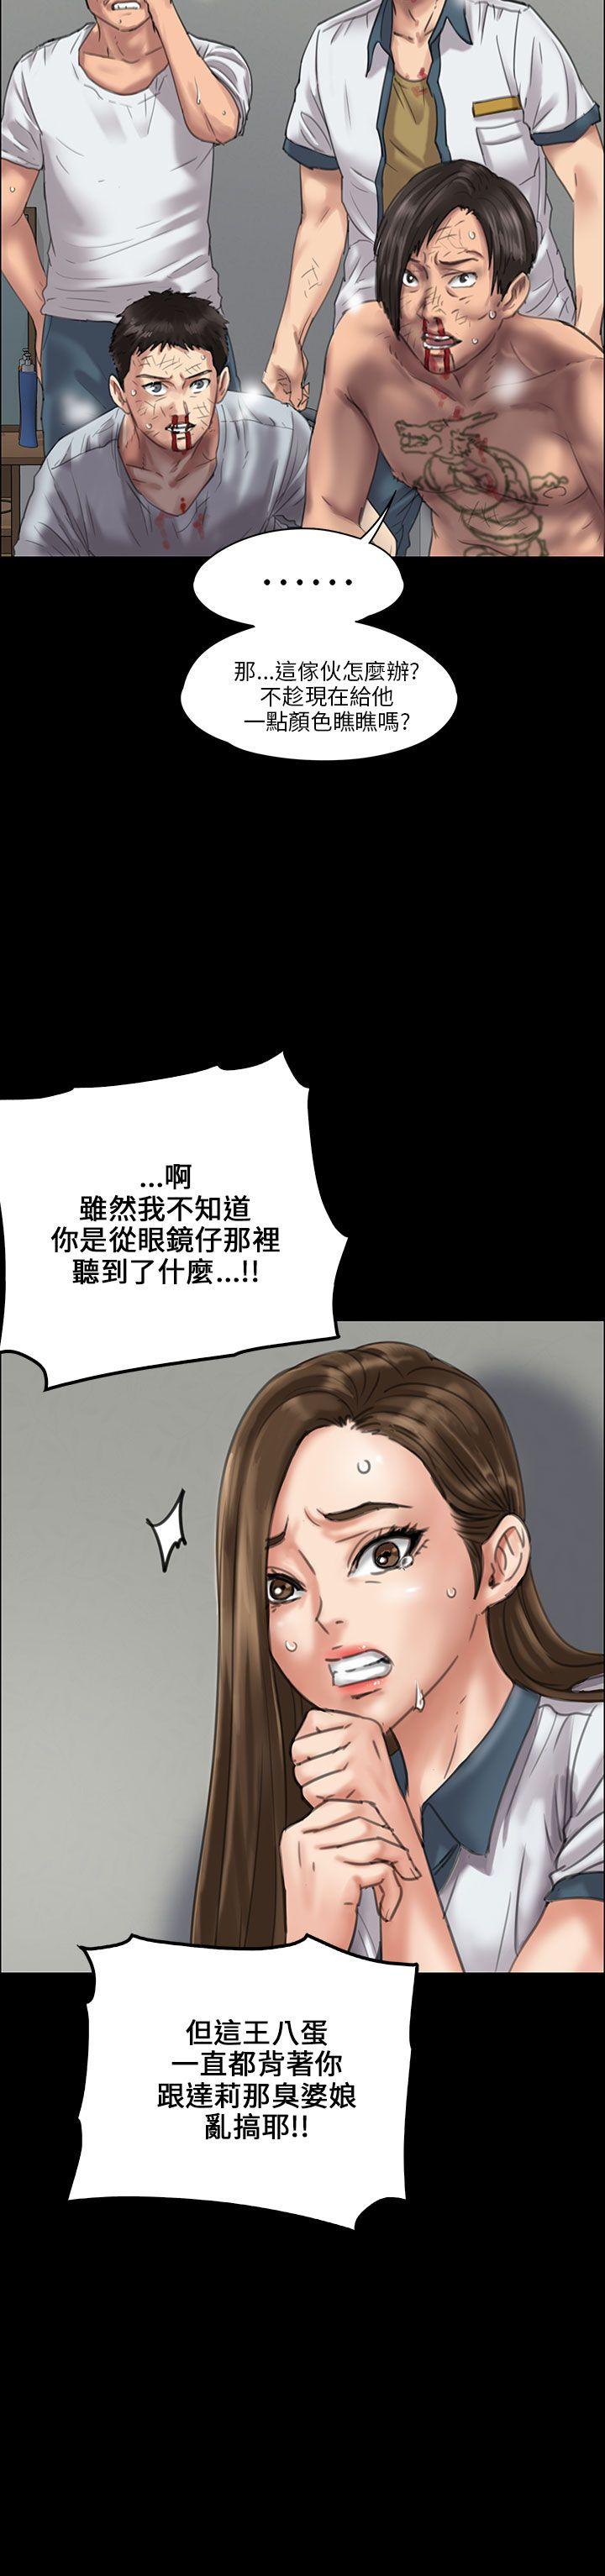 ......
那...這傢伙怎麼辦?
不趁現在給他
一點顏色瞧瞧嗎?
...啊
雖然我不知道
你是從眼鏡仔那裡
聽到了什麼...!!
但這王八蛋
一直都背著你
跟達莉那臭婆娘
亂搞耶!!